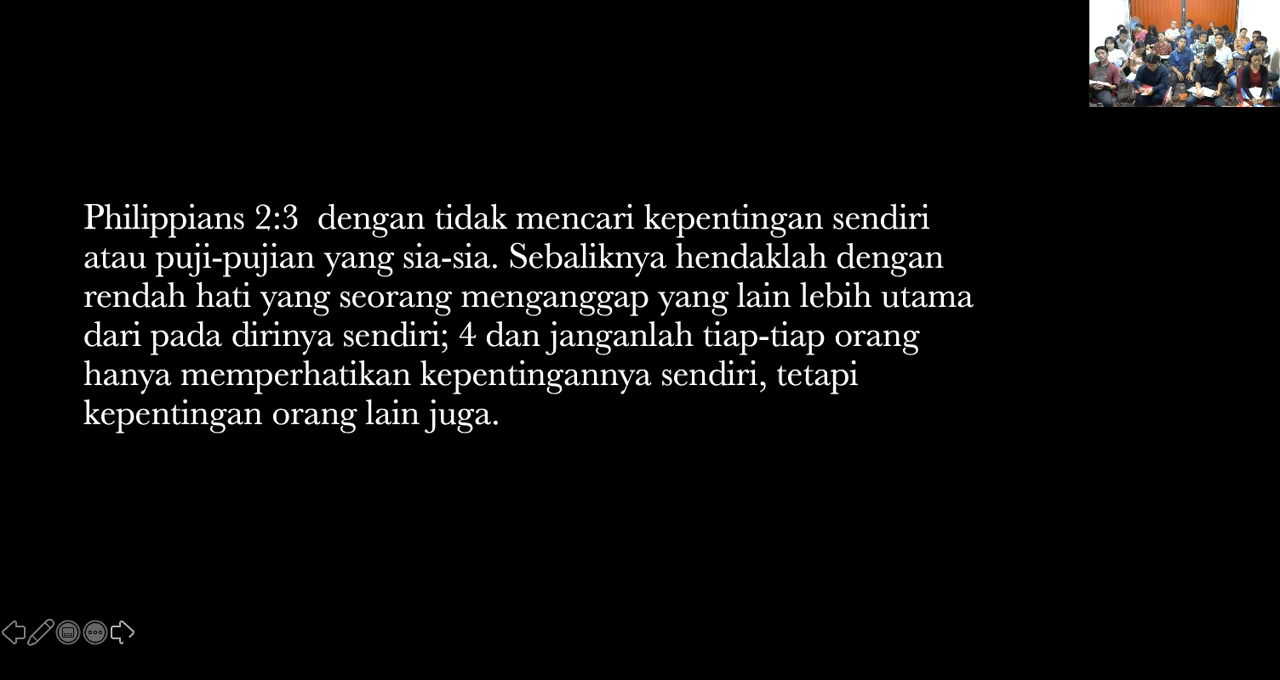 Philippians 2:3  dengan tidak mencari kepentingan sendiri
atau puji-pujian yang sia-sia. Sebaliknya hendaklah dengan
rendah hati yang seorang menganggap yang lain lebih utama
dari pada dirinya sendiri; 4 dan janganlah tiap-tiap orang
hanya memperhatikan kepentingannya sendiri, tetapi
kepentingan orang lain juga.